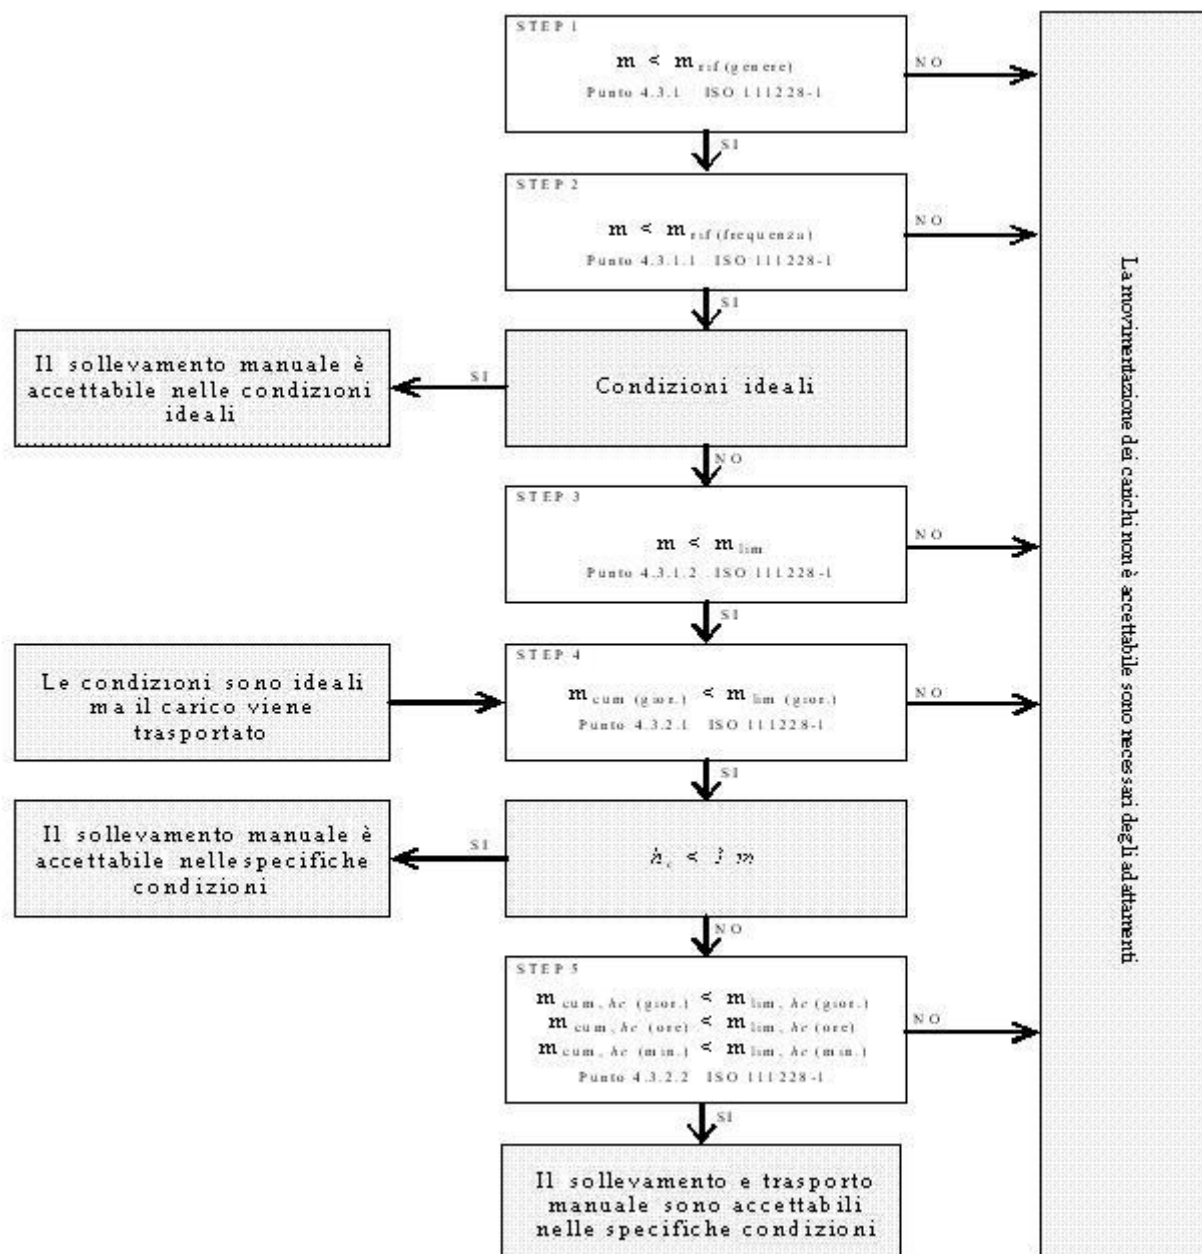 STEP 1
m < m rif (genere)
Punto 4.3.1 ISO 111228-1
NO
SI
STEP 2
m < m rif (frequenza)
Punto 4.3.1.1 ISO 111228-1
NO
SI
Il sollevamento manuale è
accettabile nelle condizioni
ideali
SI
Condizioni ideali
NO
STEP 3
m < m lim
Punto 4.3.1.2 ISO 111228-1
NO
SI
Le condizioni sono ideali
ma il carico viene
trasportato
STEP 4
m cum (gior.) < m lim (gior.)
Punto 4.3.2.1 ISO 111228-1
NO
SI
Il sollevamento manuale è
accettabile nelle specifiche
condizioni
SI
h c < 1 m
NO
STEP 5
m cum, hc (gior.) < m lim, hc (gior.)
m cum, hc (ore) < m lim, hc (ore)
m cum, hc (min.) < m lim, hc (min.)
Punto 4.3.2.2 ISO 111228-1
NO
SI
Il sollevamento e trasporto
manuale sono accettabili
nelle specifiche condizioni
La movimentazione dei carichi non è accettabile sono necessari degli adattamenti